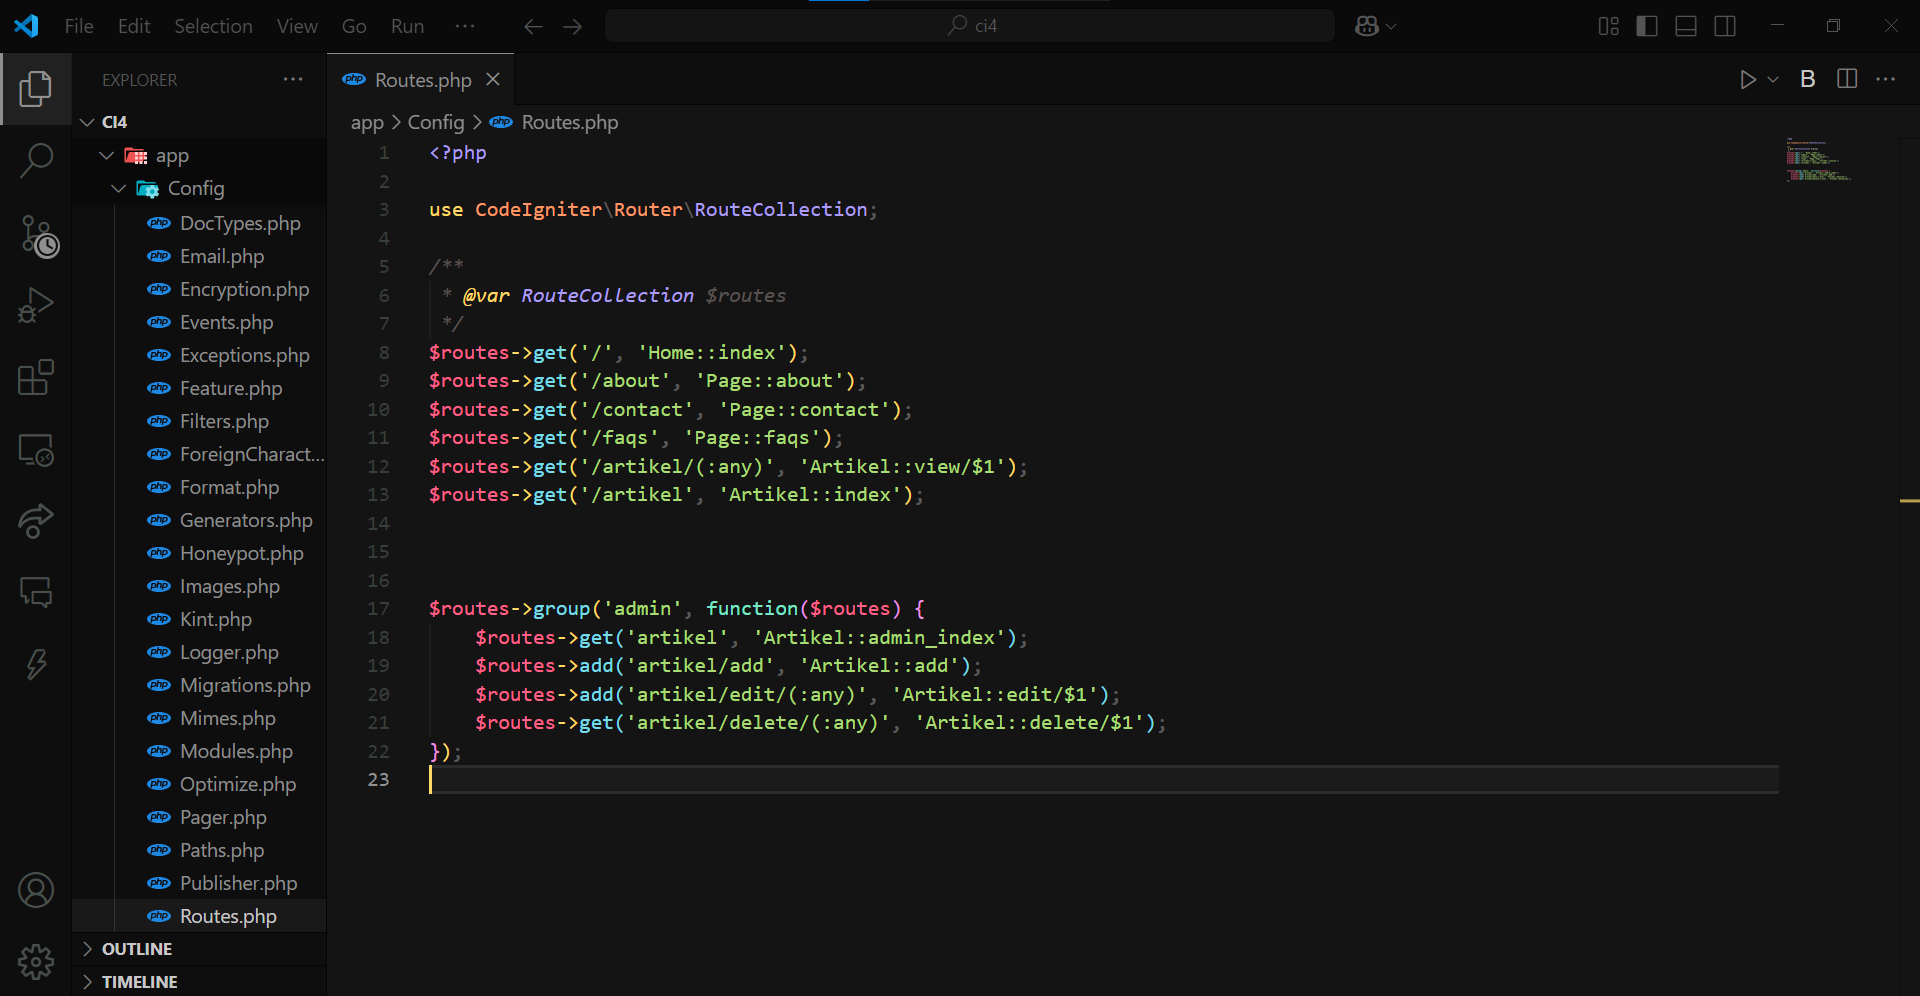 File Edit Selection View Go Run ··· ci4
EXPLORER ···
CI4
app
Config
DocTypes.php
Email.php
Encryption.php
Events.php
Exceptions.php
Feature.php
Filters.php
ForeignCharact...
Format.php
Generators.php
Honeypot.php
Images.php
Kint.php
Logger.php
Migrations.php
Mimes.php
Modules.php
Optimize.php
Pager.php
Paths.php
Publisher.php
Routes.php
OUTLINE
TIMELINE
php Routes.php B ···
app > Config > php Routes.php
1 <?php
2
3 use CodeIgniter\Router\RouteCollection;
4
5 /**
6 * @var RouteCollection $routes
7 */
8 $routes->get('/', 'Home::index');
9 $routes->get('/about', 'Page::about');
10 $routes->get('/contact', 'Page::contact');
11 $routes->get('/faqs', 'Page::faqs');
12 $routes->get('/artikel/(:any)', 'Artikel::view/$1');
13 $routes->get('/artikel', 'Artikel::index');
14
15
16
17 $routes->group('admin', function($routes) {
18 $routes->get('artikel', 'Artikel::admin_index');
19 $routes->add('artikel/add', 'Artikel::add');
20 $routes->add('artikel/edit/(:any)', 'Artikel::edit/$1');
21 $routes->get('artikel/delete/(:any)', 'Artikel::delete/$1');
22 });
23